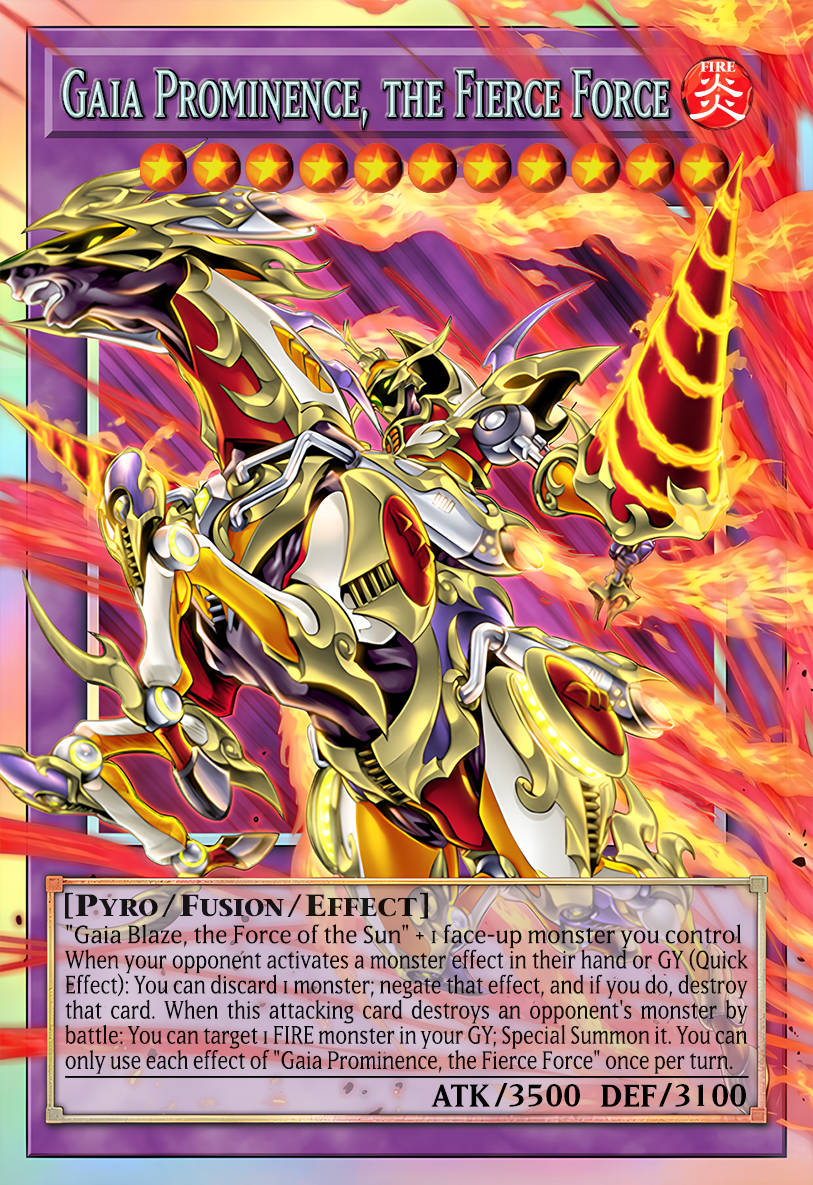 Gaia Prominence, the Fierce Force
FIRE
炎
[Pyro/Fusion/Effect]
"Gaia Blaze, the Force of the Sun" + 1 face-up monster you control
When your opponent activates a monster effect in their hand or GY (Quick
Effect): You can discard 1 monster; negate that effect, and if you do, destroy
that card. When this attacking card destroys an opponent's monster by
battle: You can target 1 FIRE monster in your GY; Special Summon it. You can
only use each effect of "Gaia Prominence, the Fierce Force" once per turn.
ATK/3500 DEF/3100